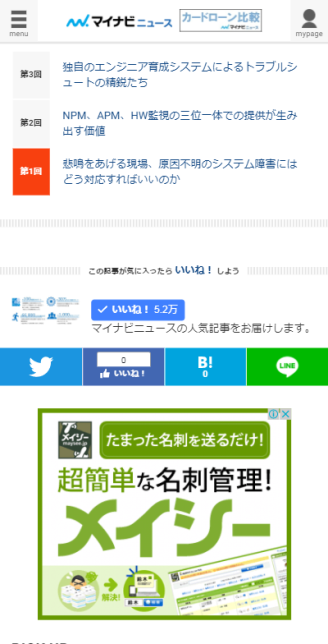 menu
マイナビニュース
カードローン比較
マイナビニュース
mypage
第3回
独自のエンジニア育成システムによるトラブルシ
ュートの精鋭たち
第2回
NPM、APM、HW監視の三位一体での提供が生み
出す価値
第1回
悲鳴をあげる現場、原因不明のシステム障害には
どう対応すればいいのか
この記事が気に入ったら いいね！ しよう
いいね！ 5.2万
マイナビニュースの人気記事をお届けします。
0
いいね！
B!
0
LINE
メイシー
maysee.jp
たまった名刺を送るだけ!
超簡単な名刺管理!
メイシー
解決!